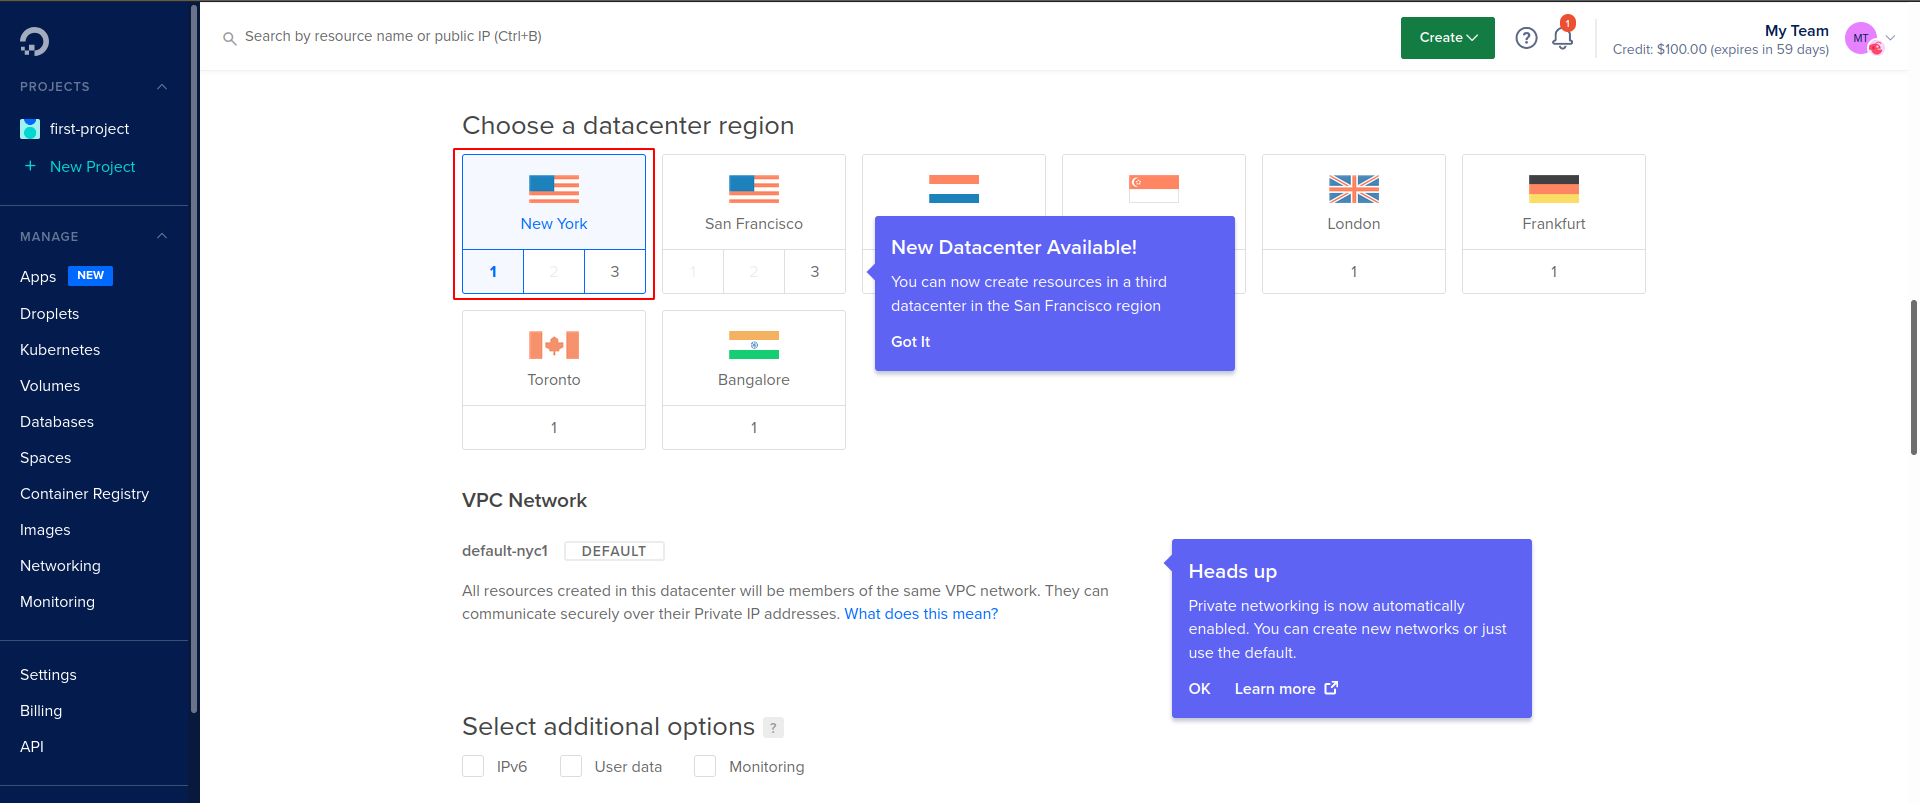 Search by resource name or public IP (Ctrl+B)
Create
?
1
My Team
Credit: $100.00 (expires in 59 days)
MT
PROJECTS
first-project
+ New Project
MANAGE
Apps NEW
Droplets
Kubernetes
Volumes
Databases
Spaces
Container Registry
Images
Networking
Monitoring
Settings
Billing
API
Choose a datacenter region
New York
1 2 3
San Francisco
1 2 3
London
1
Frankfurt
1
New Datacenter Available!
You can now create resources in a third
datacenter in the San Francisco region
Got It
Toronto
1
Bangalore
1
VPC Network
default-nyc1 DEFAULT
All resources created in this datacenter will be members of the same VPC network. They can
communicate securely over their Private IP addresses. What does this mean?
Heads up
Private networking is now automatically
enabled. You can create new networks or just
use the default.
OK Learn more
Select additional options ?
IPv6 User data Monitoring